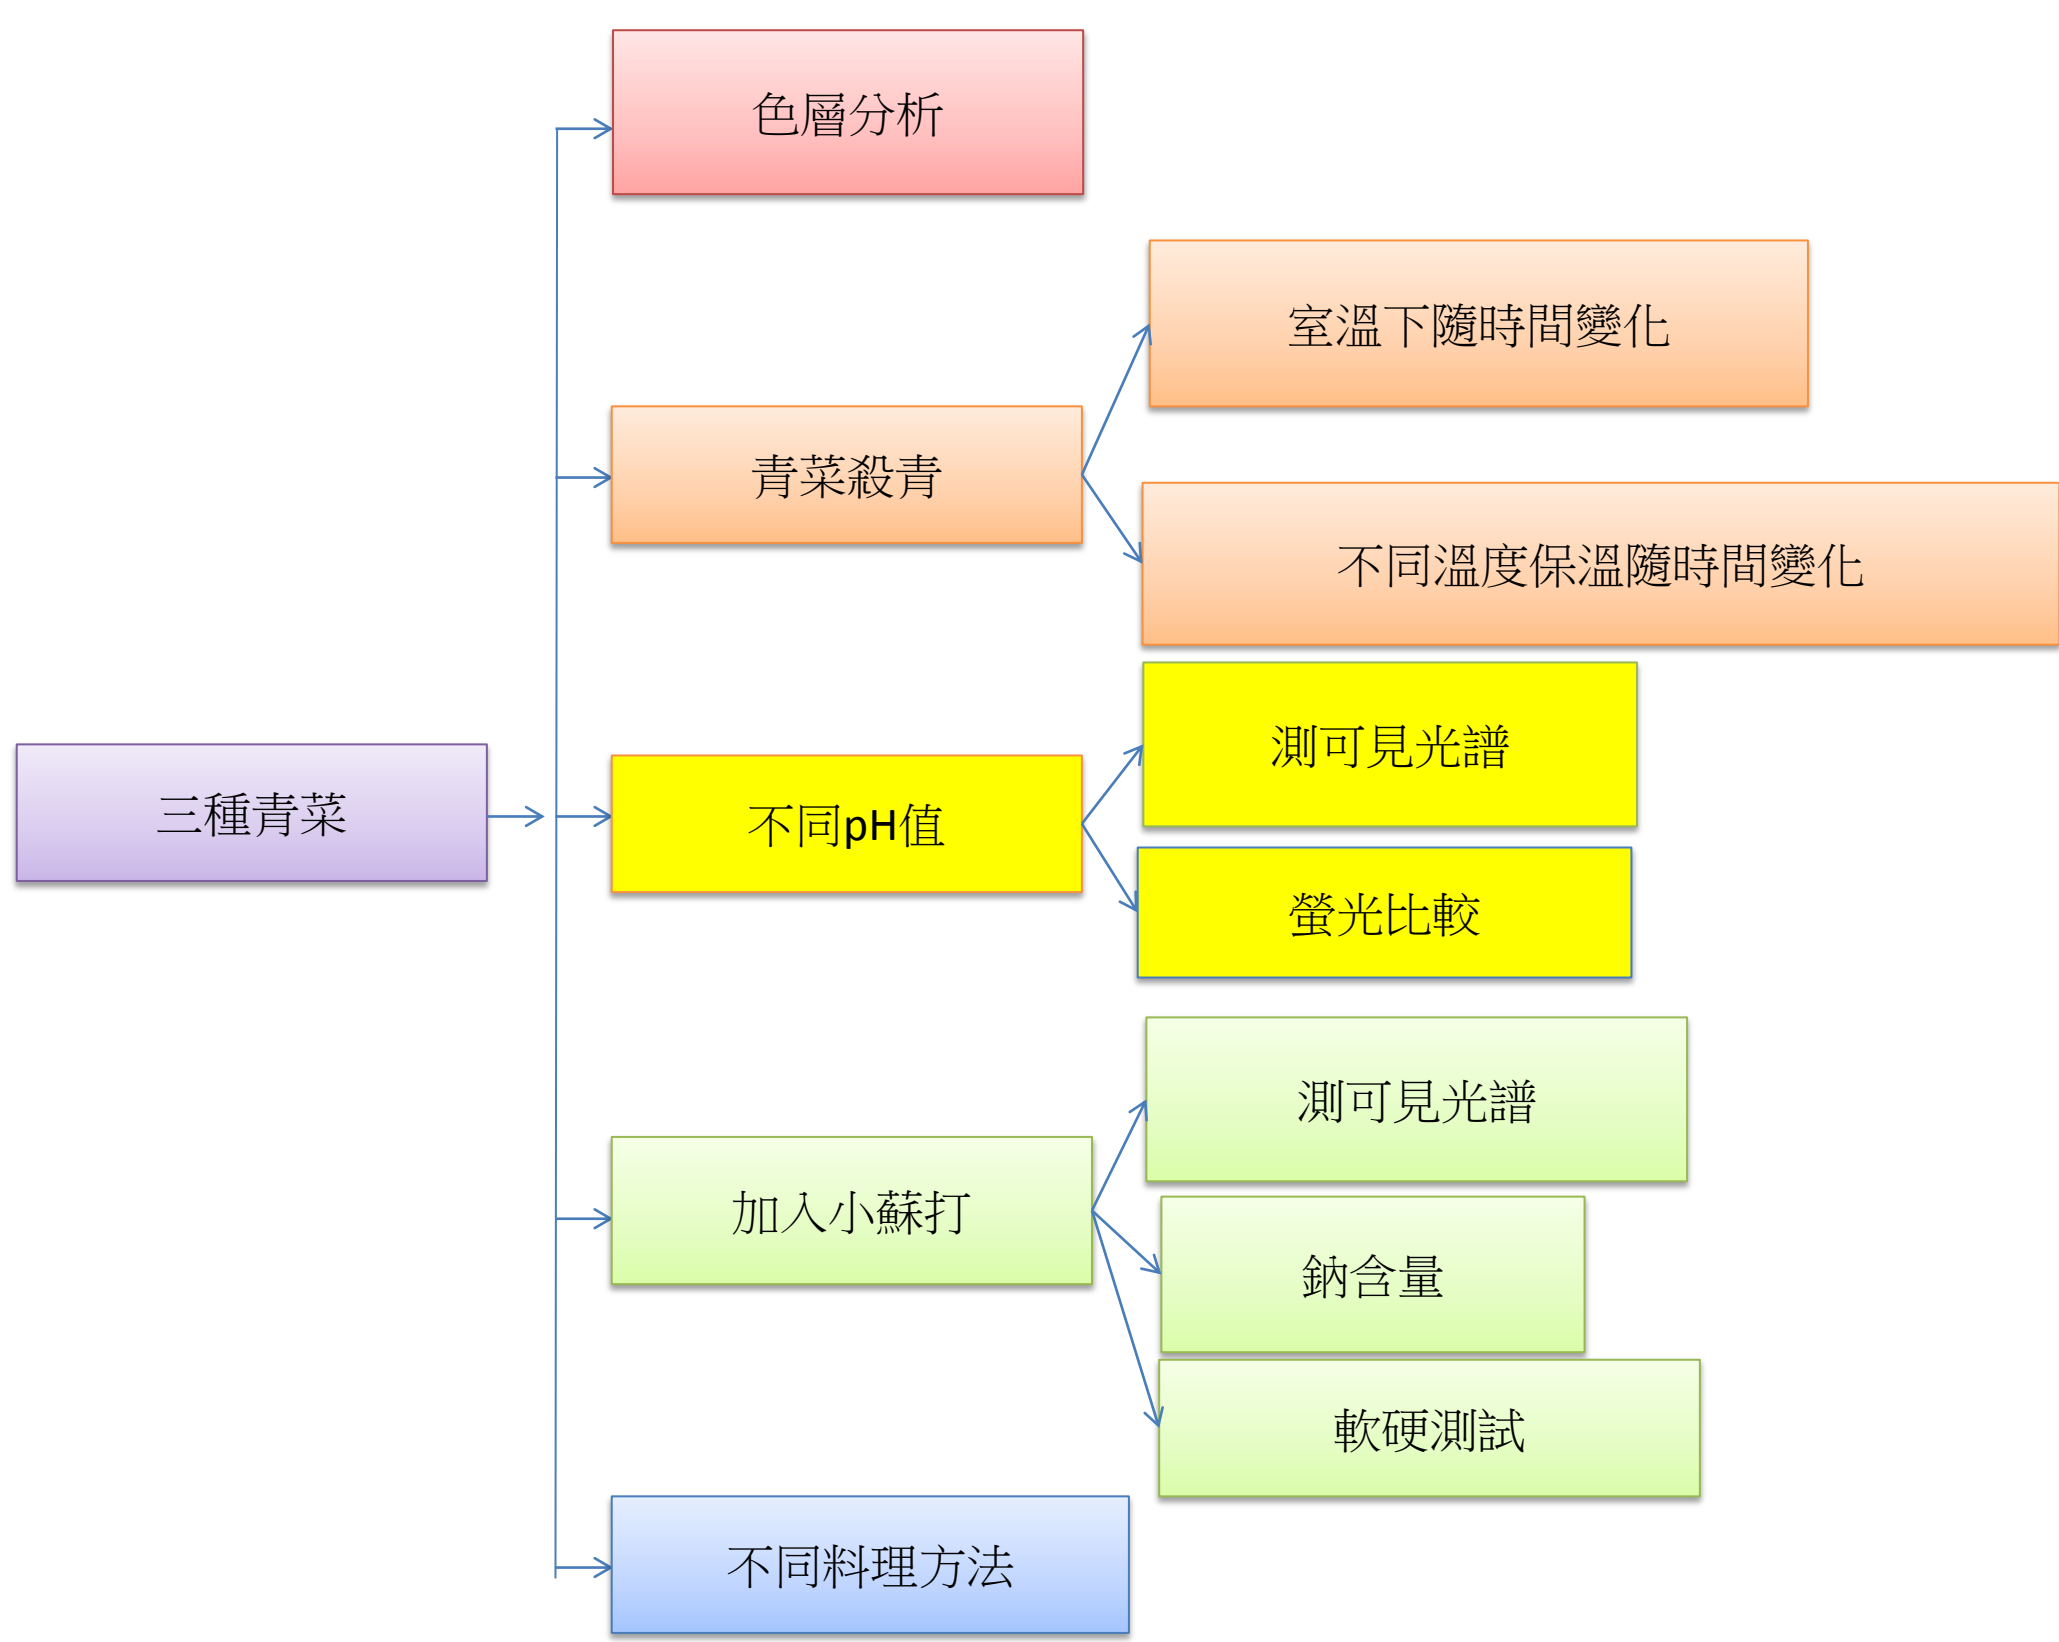 色層分析
室溫下隨時間變化
青菜殺青
不同溫度保溫隨時間變化
測可見光譜
三種青菜
不同pH值
螢光比較
測可見光譜
加入小蘇打
鈉含量
軟硬測試
不同料理方法